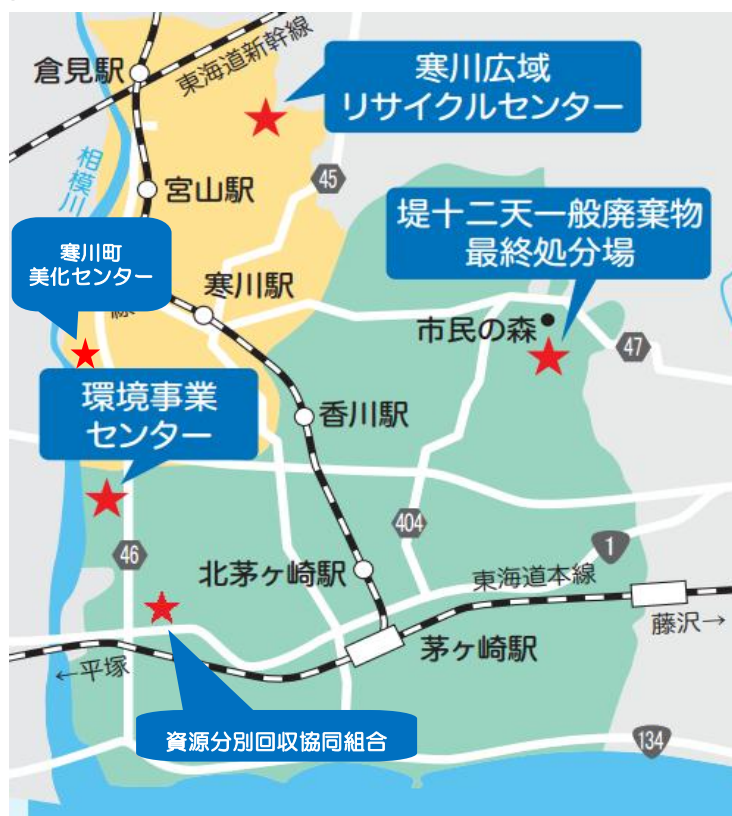 倉見駅
東海道新幹線
寒川広域
リサイクルセンター
相模川
宮山駅
45
堤十二天一般廃棄物
最終処分場
寒川町
美化センター
線
寒川駅
市民の森
47
環境事業
センター
香川駅
404
46
1
北茅ヶ崎駅
東海道本線
藤沢→
茅ヶ崎駅
←平塚
資源分別回収協同組合
134